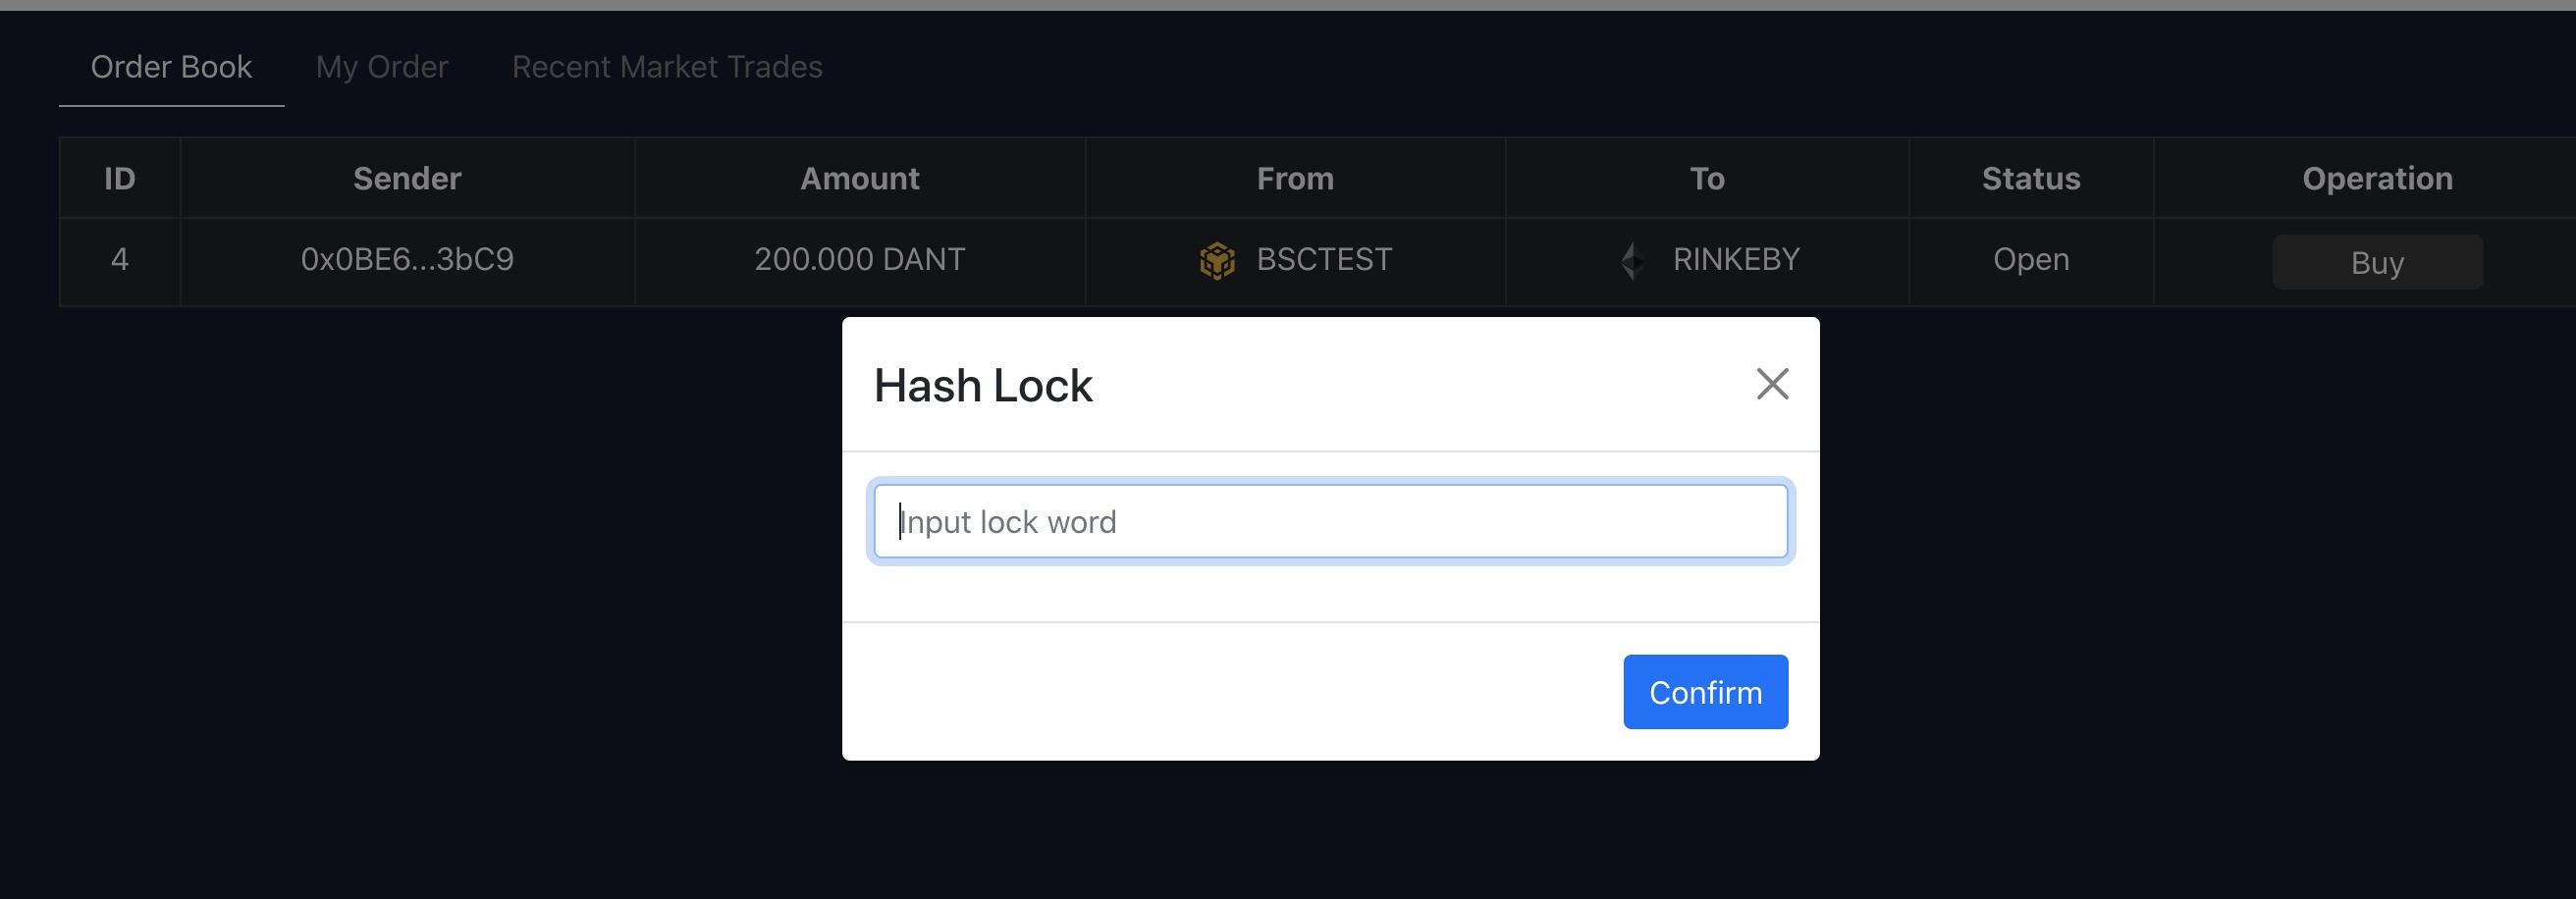 Order Book My Order Recent Market Trades
ID Sender Amount From To Status Operation
4 0x0BE6...3bC9 200.000 DANT BSCTEST RINKEBY Open Buy
Hash Lock
Input lock word
Confirm